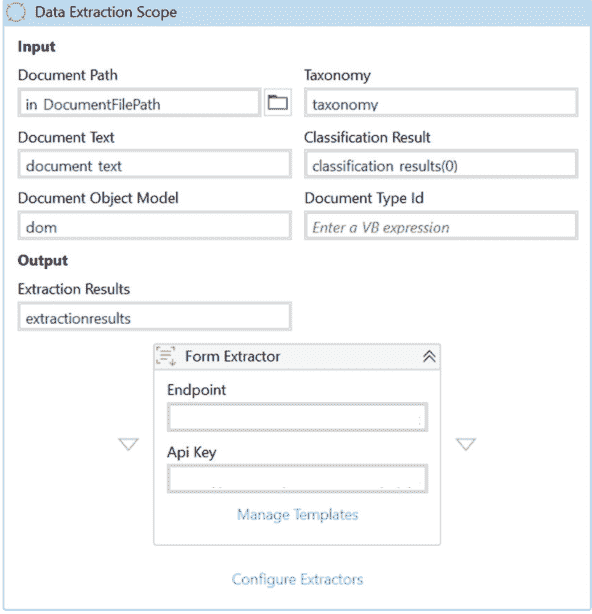 Data Extraction Scope
Input
Document Path
Taxonomy
in DocumentFilePath
taxonomy
Document Text
Classification Result
document text
classification results(0)
Document Object Model
Document Type Id
dom
Enter a VB expression
Output
Extraction Results
extractionresults
Form Extractor
Endpoint
Api Key
Manage Templates
Configure Extractors